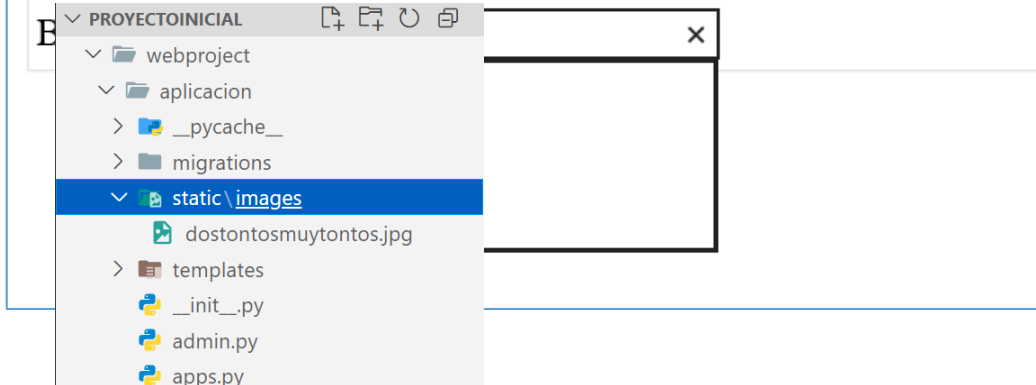 PROYECTOINICIAL
webproject
aplicacion
__pycache__
migrations
static\images
dostontosmuytontos.jpg
templates
__init__.py
admin.py
apps.py